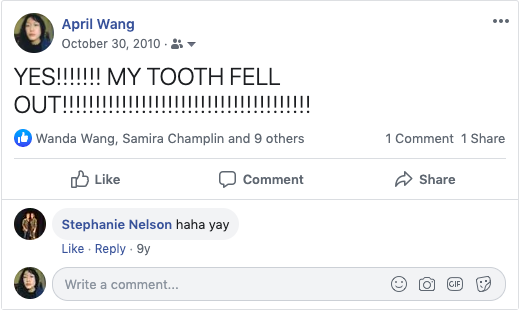 April Wang
October 30, 2010 ·
YES!!!!!!! MY TOOTH FELL
OUT!!!!!!!!!!!!!!!!!!!!!!!!!!!!!!!!!!!!!!!
Wanda Wang, Samira Champlin and 9 others 1 Comment 1 Share
Like Comment Share
Stephanie Nelson haha yay
Like · Reply · 9y
Write a comment... GIF